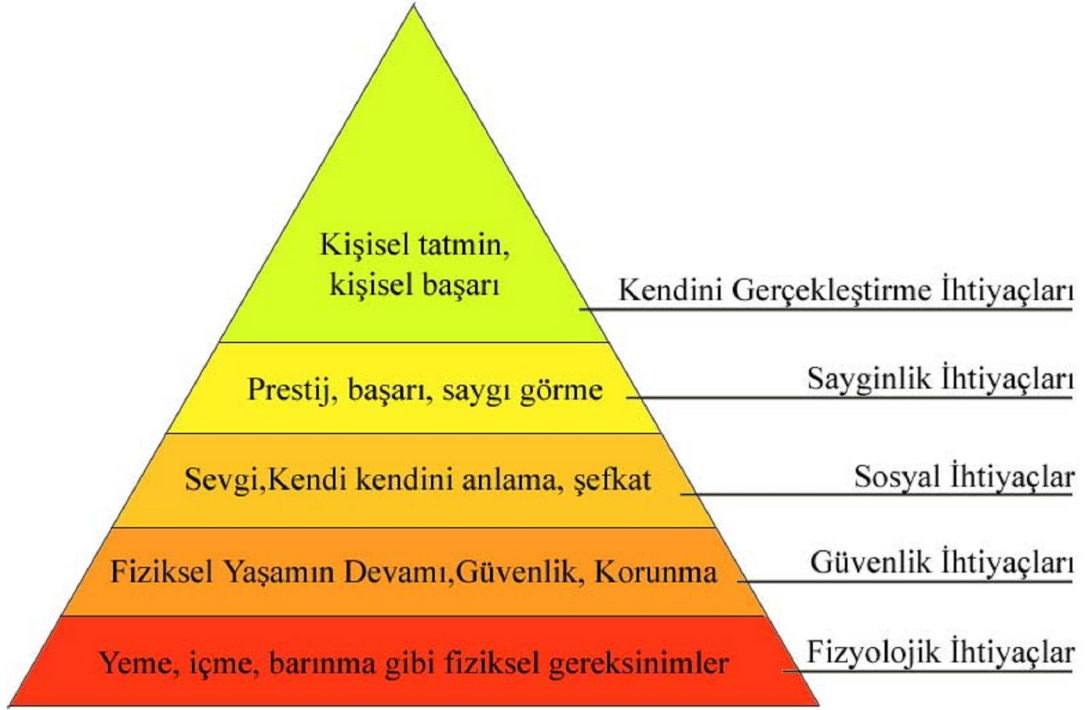 Kişisel tatmin,
kişisel başarı
Kendini Gerçekleştirme İhtiyaçları
Prestij, başarı, saygı görme
Sayginlik İhtiyaçları
Sevgi,Kendi kendini anlama, şefkat
Sosyal İhtiyaçlar
Fiziksel Yaşamın Devamı,Güvenlik, Korunma
Güvenlik İhtiyaçları
Yeme, içme, barınma gibi fiziksel gereksinimler
Fizyolojik İhtiyaçlar